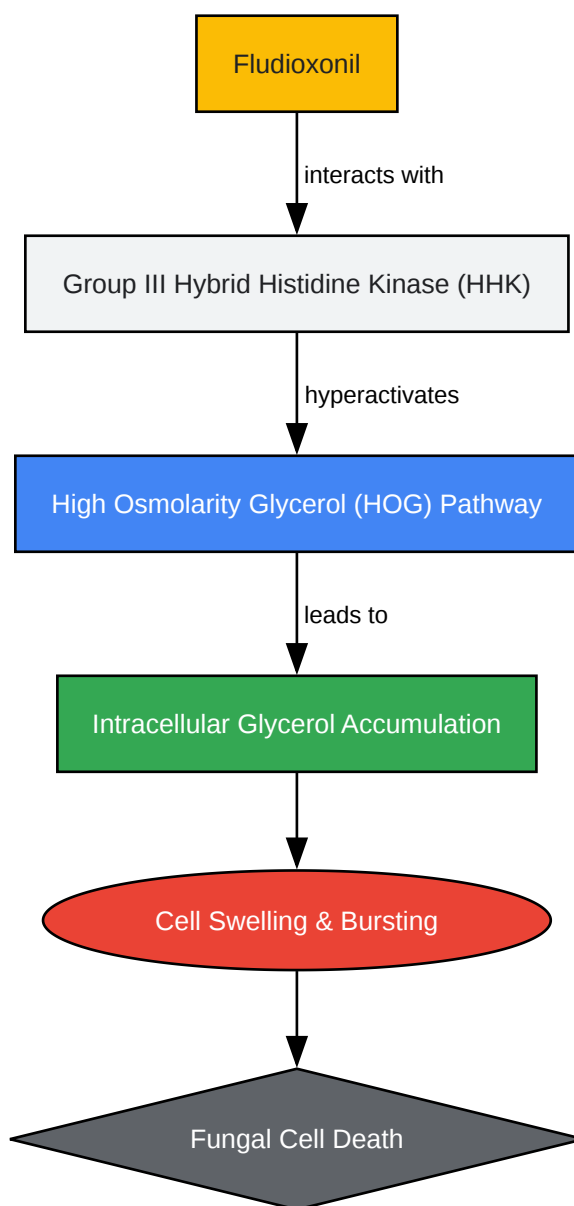 Fludioxonil
interacts with
Group III Hybrid Histidine Kinase (HHK)
hyperactivates
High Osmolarity Glycerol (HOG) Pathway
leads to
Intracellular Glycerol Accumulation
Cell Swelling & Bursting
Fungal Cell Death